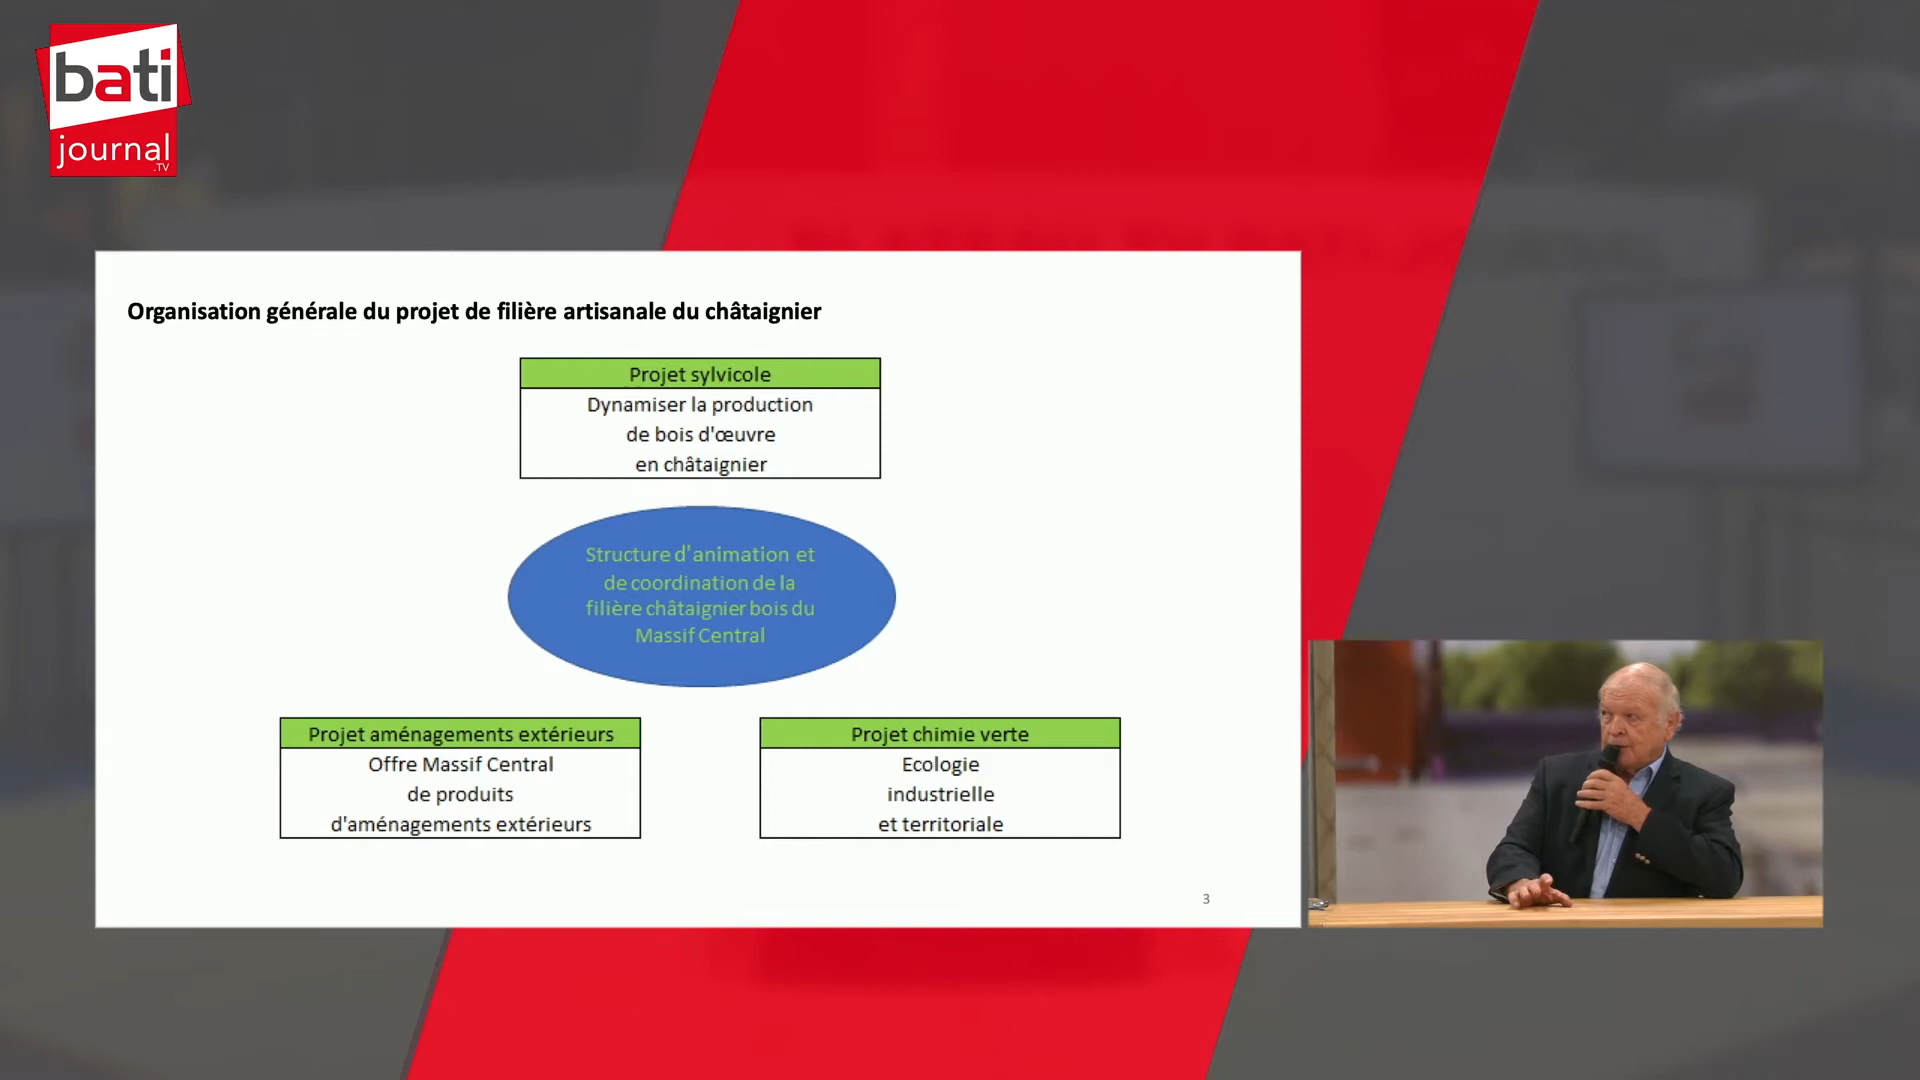 bati
journal
.TV
Organisation générale du projet de filière artisanale du châtaignier
Projet sylvicole
Dynamiser la production
de bois d'œuvre
en châtaignier
Structure d'animation et
de coordination de la
filière châtaignier bois du
Massif Central
Projet aménagements extérieurs
Offre Massif Central
de produits
d'aménagements extérieurs
Projet chimie verte
Ecologie
industrielle
et territoriale
3